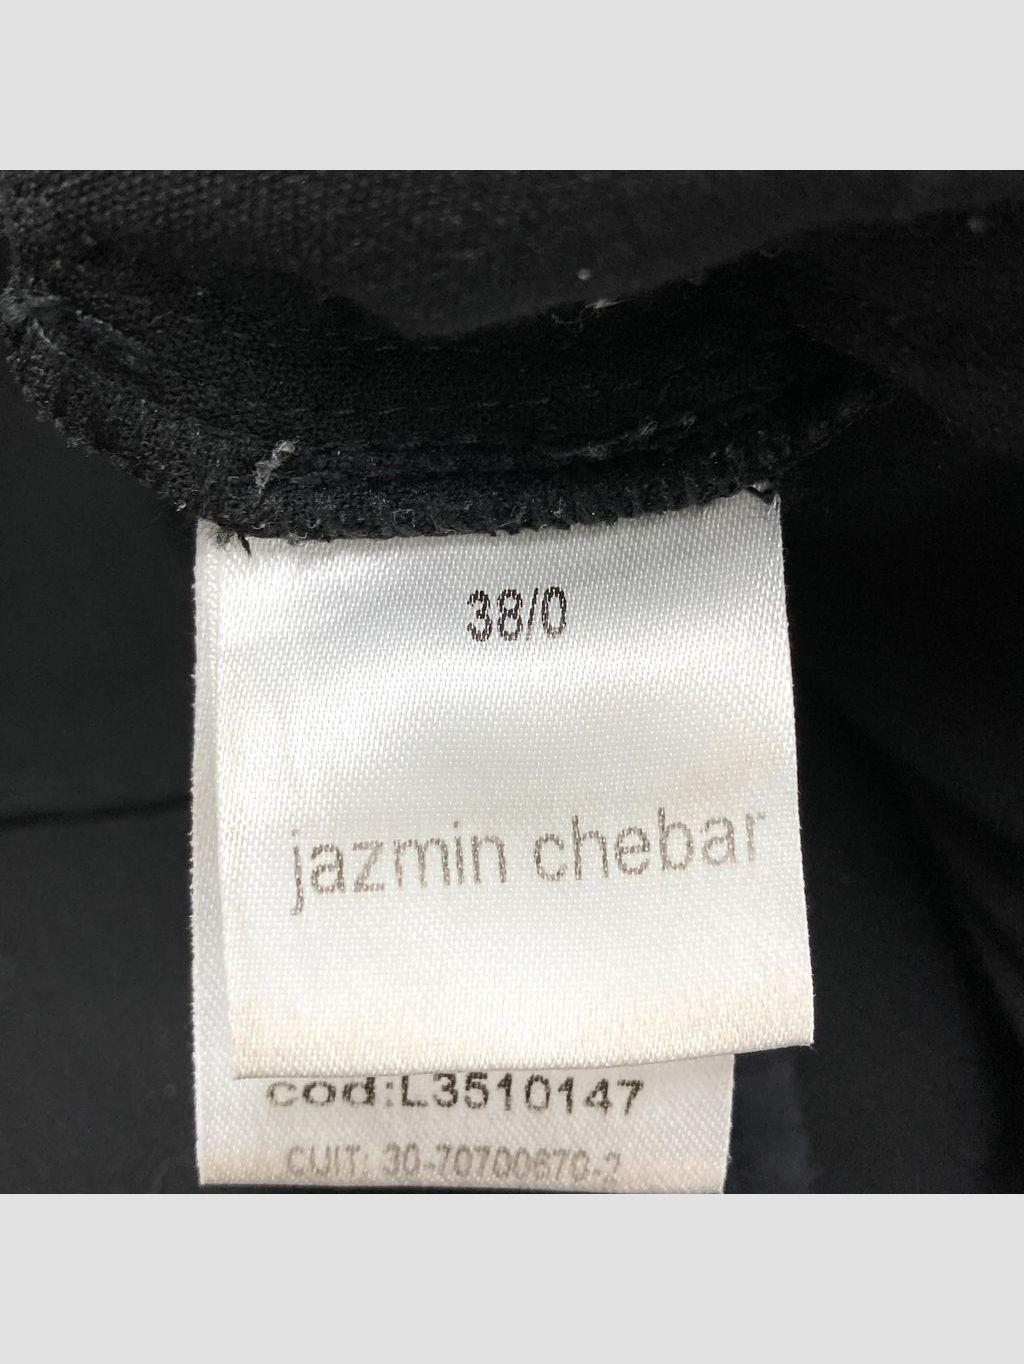 38/0
jazmin chebar
cod:L3510147
CUIT: 30-70700670-2